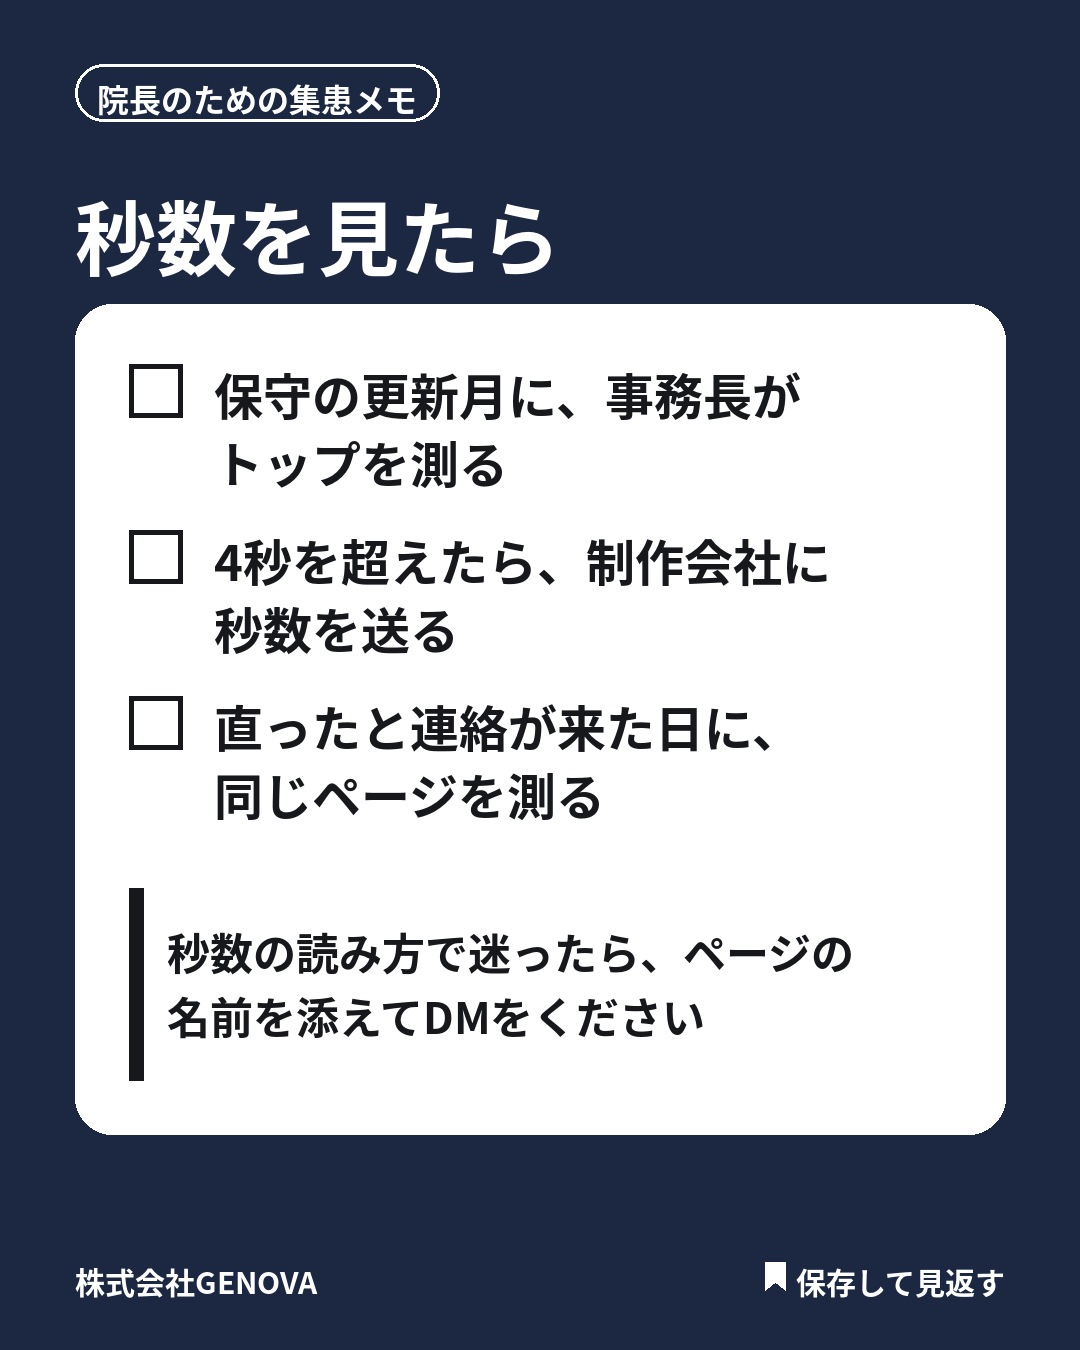 院長のための集患メモ
秒数を見たら
保守の更新月に、事務長が
トップを測る
4秒を超えたら、制作会社に
秒数を送る
直ったと連絡が来た日に、
同じページを測る
秒数の読み方で迷ったら、ページの
名前を添えてDMをください
株式会社GENOVA
保存して見返す